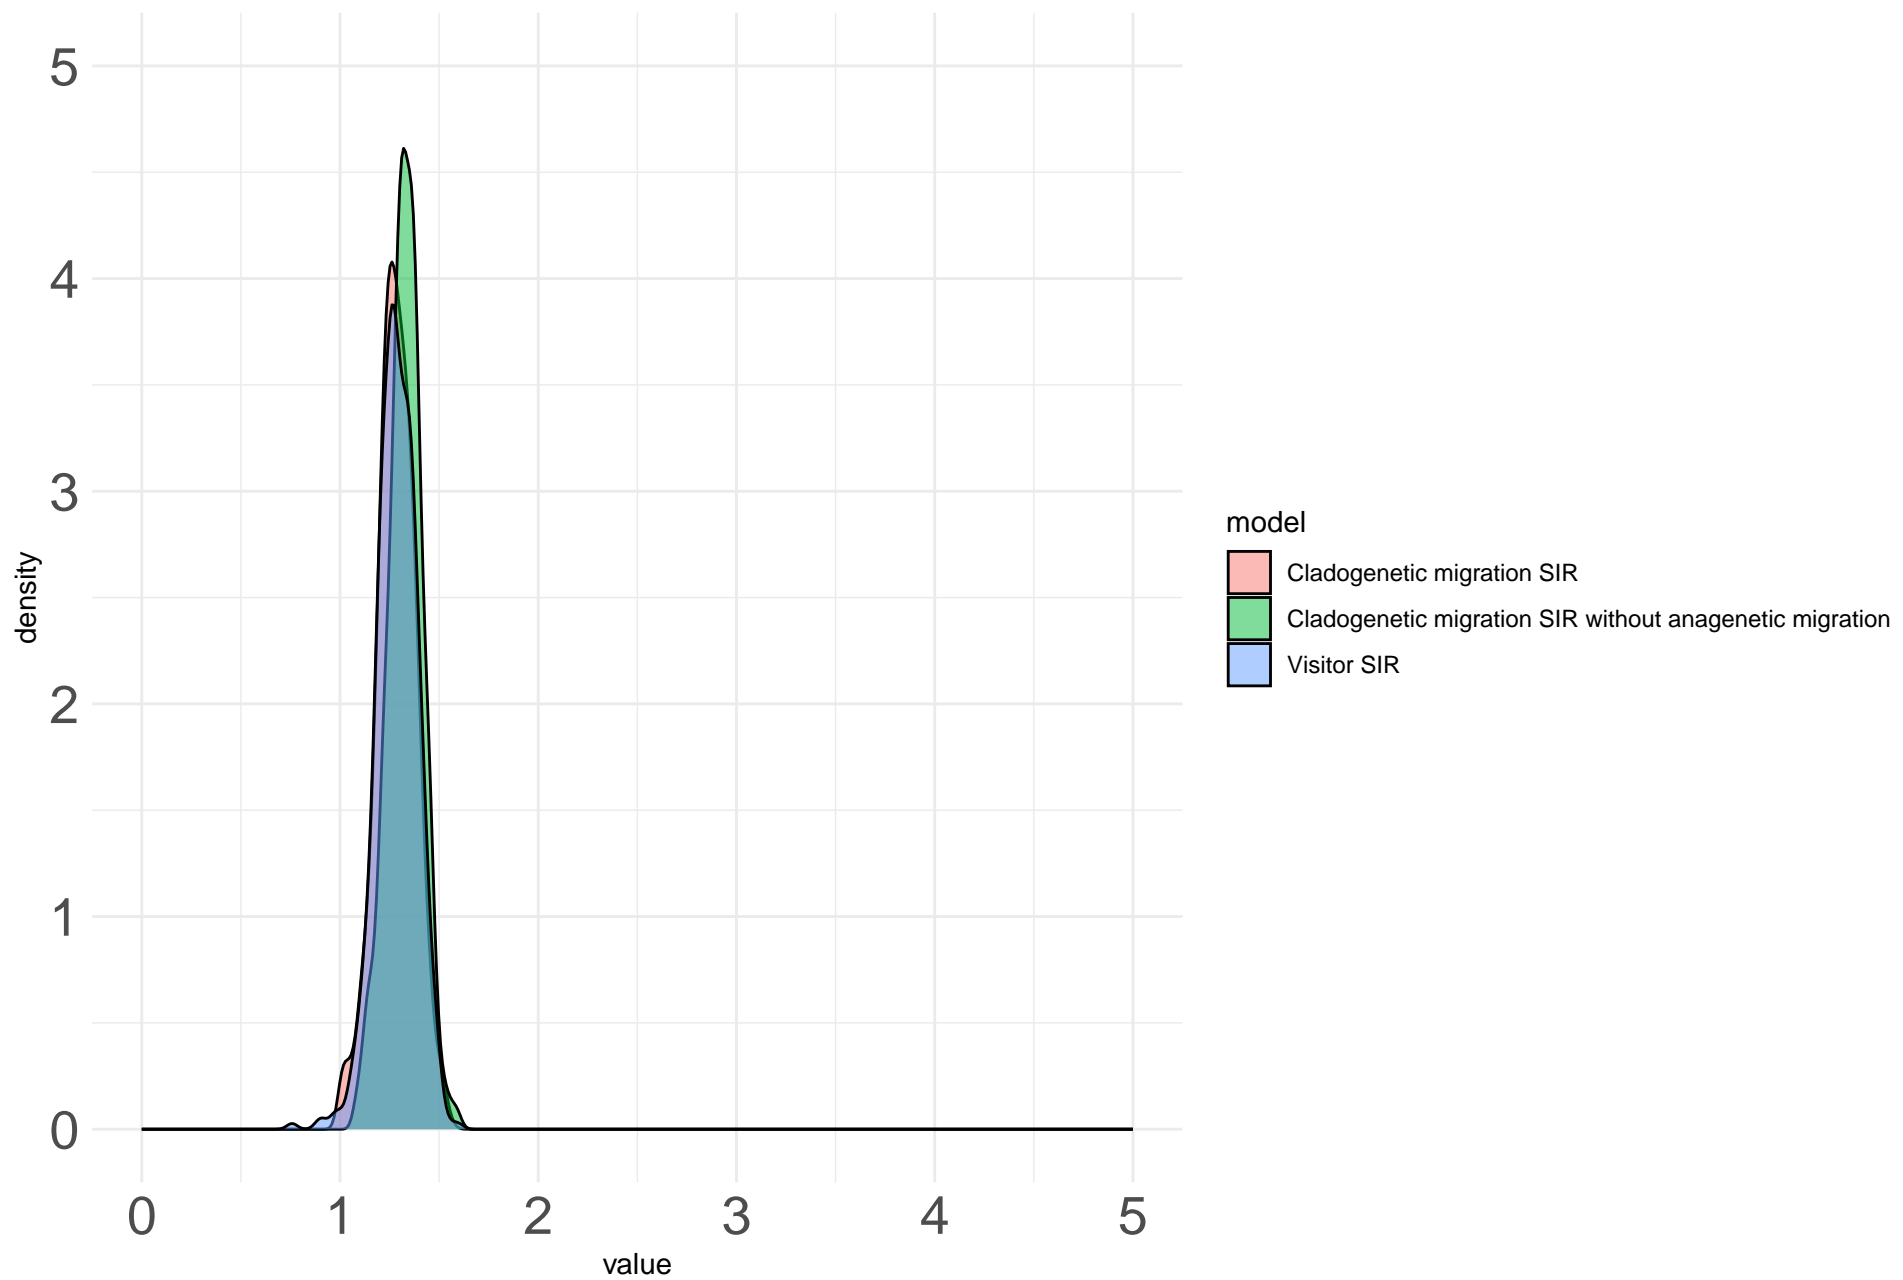 5
4
3
2
1
0
density
0 1 2 3 4 5
value
model
Cladogenetic migration SIR
Cladogenetic migration SIR without anagenetic migration
Visitor SIR